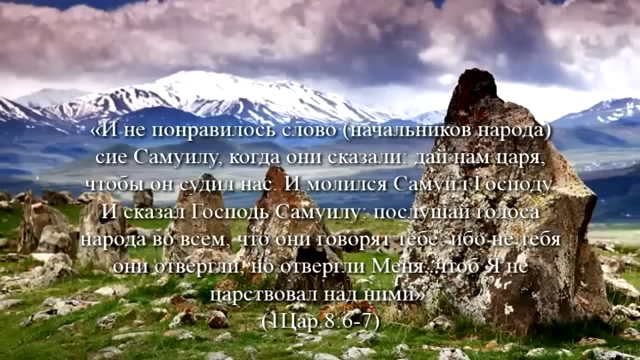 «И не понравилось слово (начальников народа)
сие Самуилу, когда они сказали: дай нам царя,
чтобы он судил нас. И молился Самуил Господу.
И сказал Господь Самуилу: послушай голоса
народа во всем, что они говорят тебе; ибо не тебя
они отвергли, но отвергли Меня, чтоб Я не
царствовал над ними»
(1Цар.8:6-7)